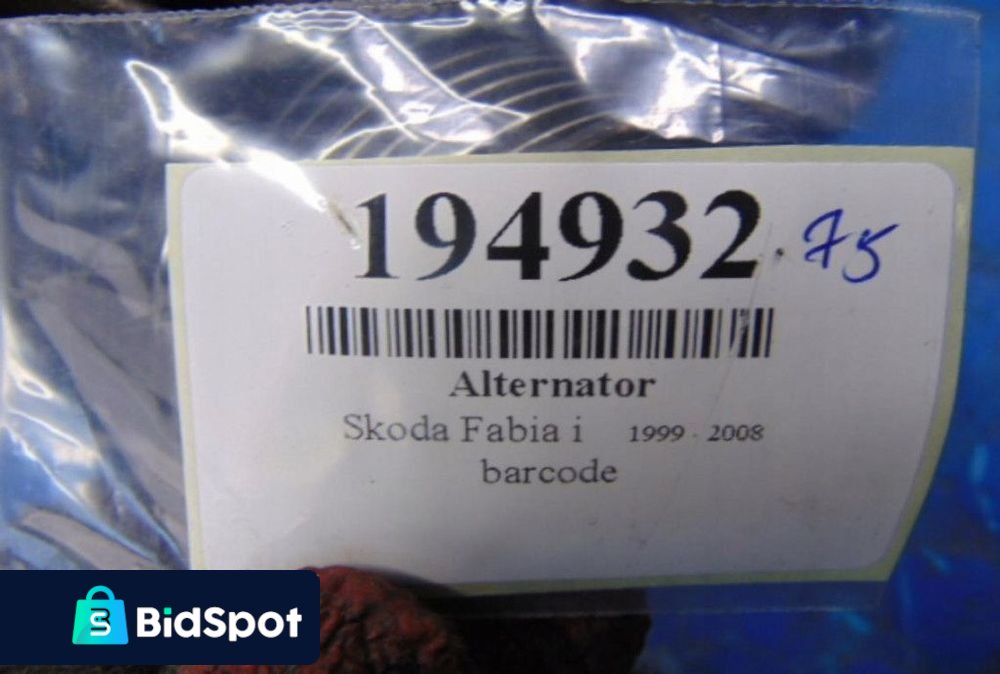 194932 75
Alternator
Skoda Fabia i 1999 - 2008
barcode
BidSpot